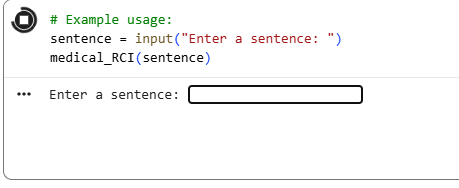 # Example usage:
sentence = input("Enter a sentence: ")
medical_RCI(sentence)
••• Enter a sentence: